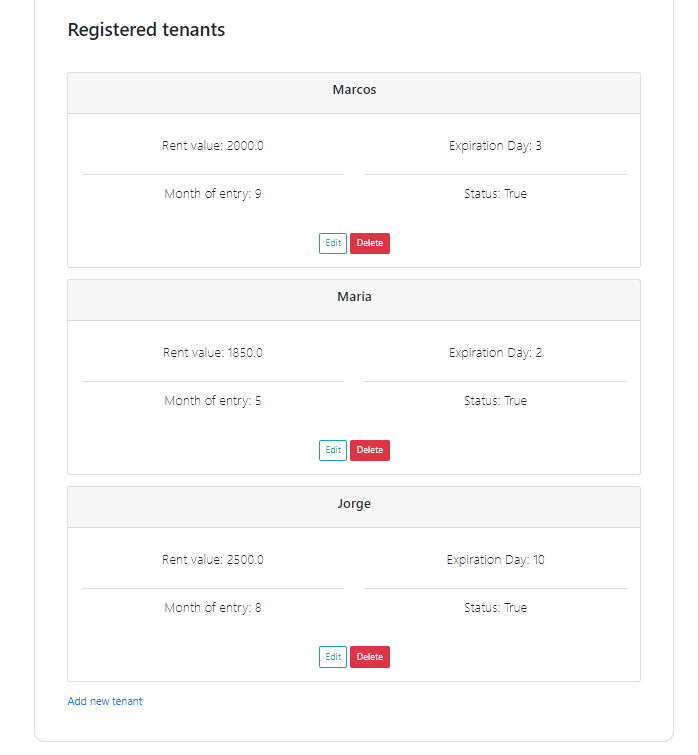 Registered tenants
Marcos
Rent value: 2000.0 Expiration Day: 3
Month of entry: 9 Status: True
Edit Delete
Maria
Rent value: 1850.0 Expiration Day: 2
Month of entry: 5 Status: True
Edit Delete
Jorge
Rent value: 2500.0 Expiration Day: 10
Month of entry: 8 Status: True
Edit Delete
Add new tenant